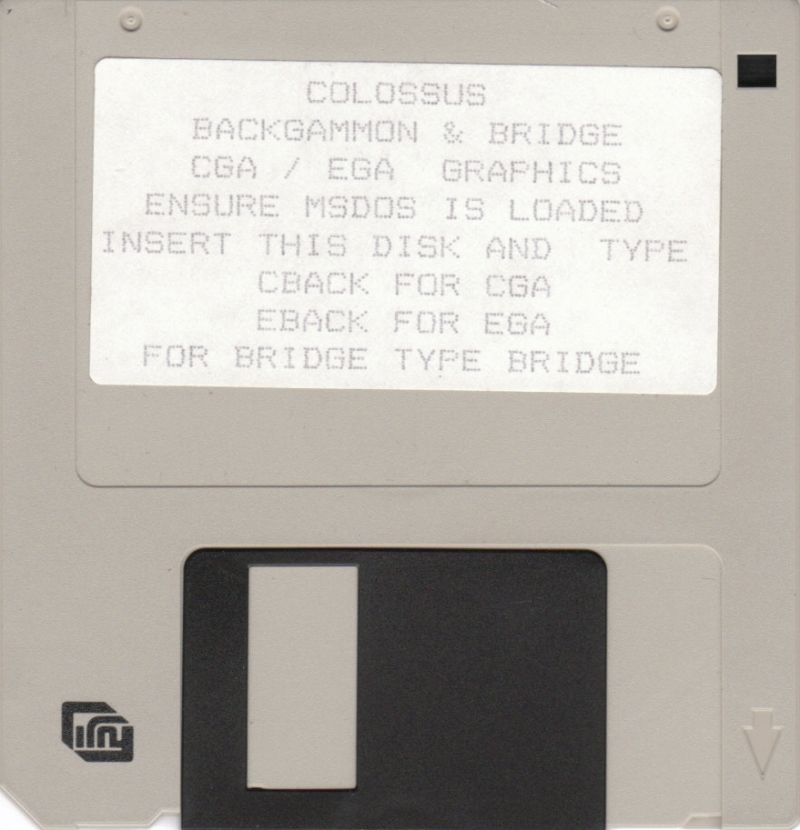 COLOSSUS
BACKGAMMON & BRIDGE
CGA / EGA GRAPHICS
ENSURE MSDOS IS LOADED
INSERT THIS DISK AND TYPE
CBACK FOR CGA
EBACK FOR EGA
FOR BRIDGE TYPE BRIDGE